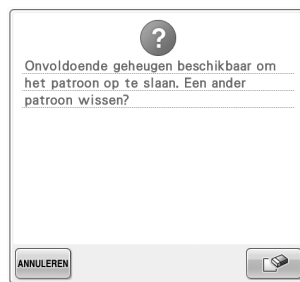 ?
Onvoldoende geheugen beschikbaar om
het patroon op te slaan. Een ander
patroon wissen?
ANNULEREN